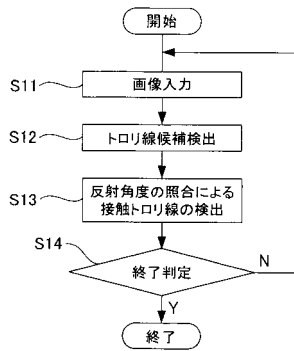 開始
S11
画像入力
S12
トロリ線候補検出
S13
反射角度の照合による
接触トロリ線の検出
S14
終了判定
N
Y
終了